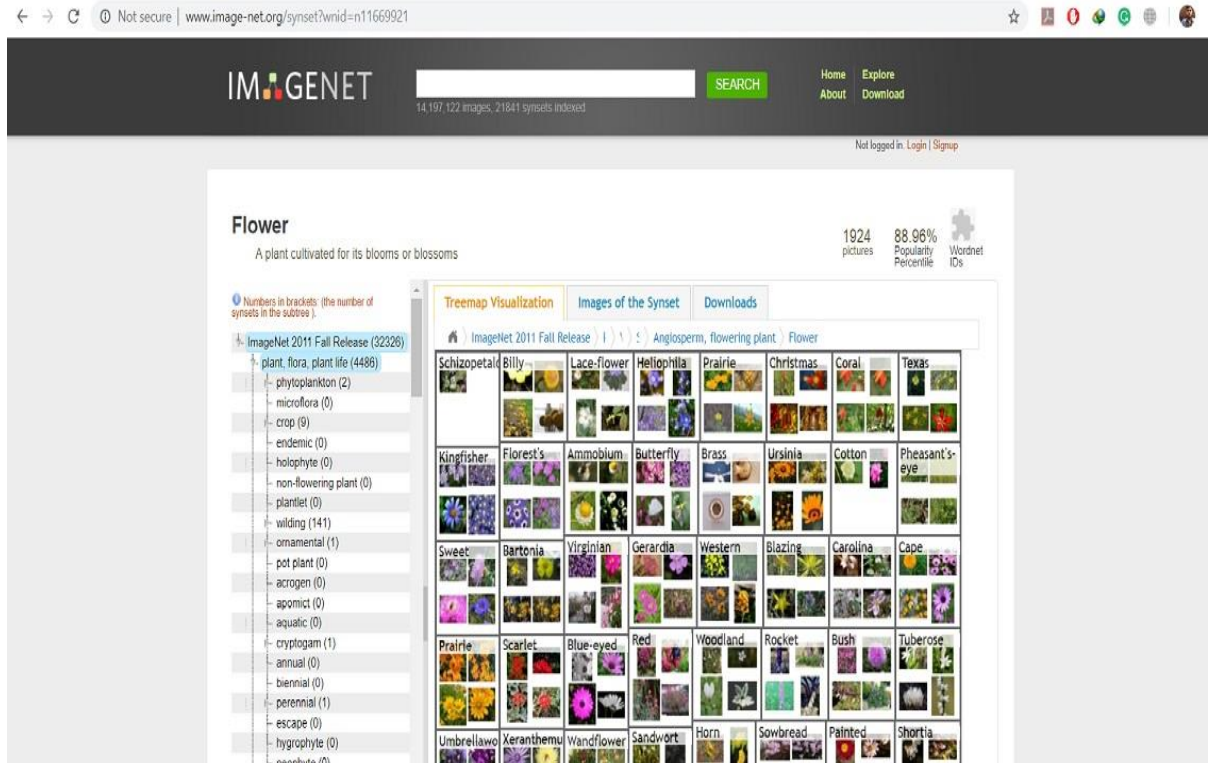 Not secure | www.image-net.org/synset?wnid=n11669921
IMAGENET
SEARCH
Home Explore
About Download
14,197,122 images, 21841 synsets indexed
Not logged in. Login | Signup
Flower
A plant cultivated for its blooms or blossoms
1924
pictures
88.96%
Popularity
Percentile
Wordnet
IDs
Numbers in brackets: (the number of
synsets in the subtree ).
ImageNet 2011 Fall Release (32326)
plant, flora, plant life (4486)
phytoplankton (2)
microflora (0)
crop (9)
endemic (0)
holophyte (0)
non-flowering plant (0)
plantlet (0)
wilding (141)
ornamental (1)
pot plant (0)
acrogen (0)
apomict (0)
aquatic (0)
cryptogam (1)
annual (0)
biennial (0)
perennial (1)
escape (0)
hygrophyte (0)
neophyte (0)
Treemap Visualization Images of the Synset Downloads
ImageNet 2011 Fall Release Angiosperm, flowering plant Flower
Schizopetalo Billy Lace-flower Heliophila Prairie Christmas Coral Texas
Kingfisher Florest's Ammobium Butterfly Brass Ursinia Cotton Pheasant's-
eye
Sweet Bartonia Virginian Gerardia Western Blazing Carolina Cape
Prairie Scarlet Blue-eyed Red Woodland Rocket Bush Tuberose
Umbrellawo Xeranthemu Wandflower Sandwort Horn Sowbread Painted Shortia